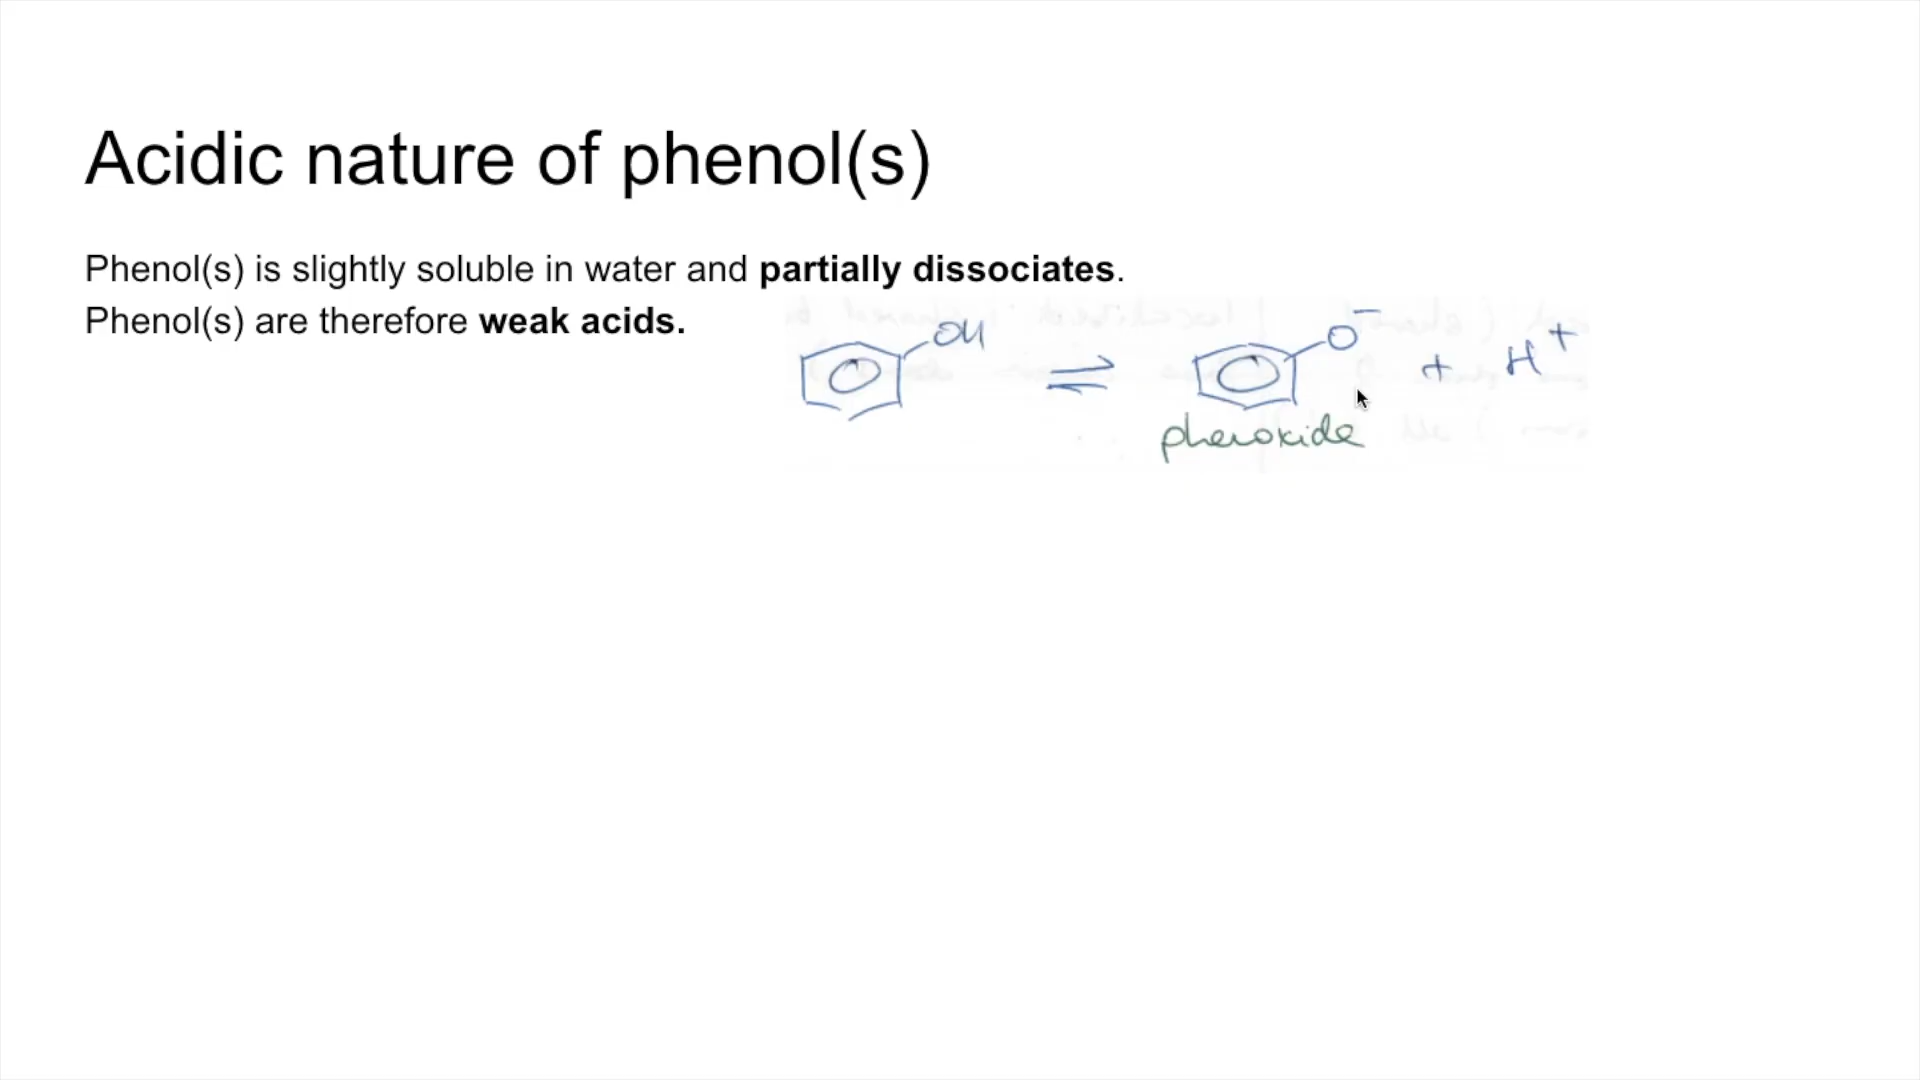 Acidic nature of phenol(s)
Phenol(s) is slightly soluble in water and partially dissociates.
Phenol(s) are therefore weak acids.
OH ⇌ O⁻ + H⁺
phenoxide